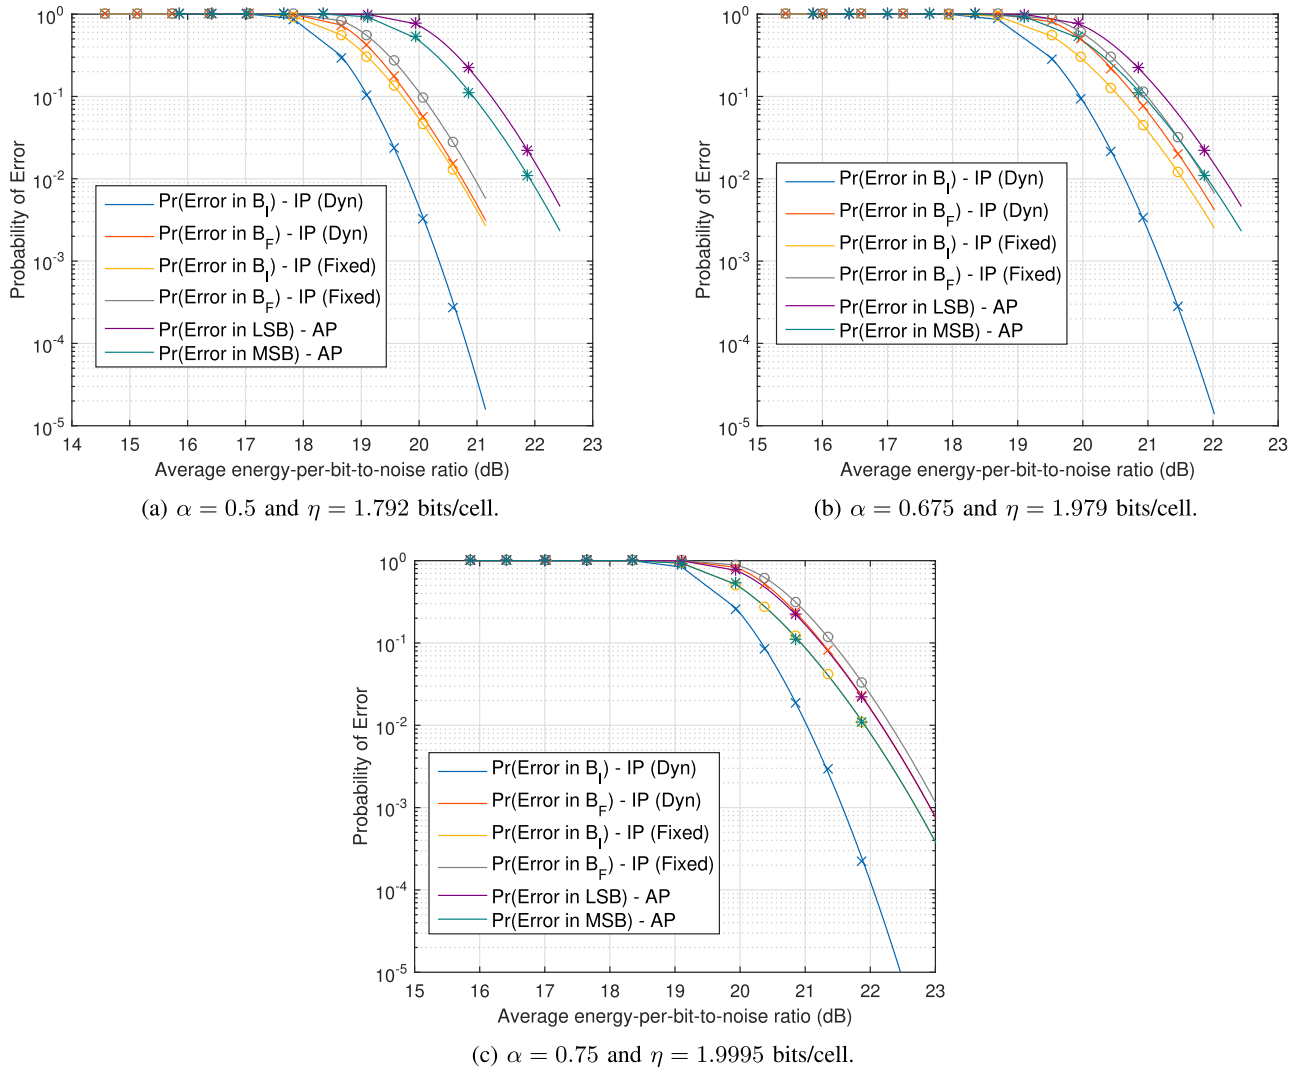 10^0
10^-1
10^-2
10^-3
10^-4
10^-5
Probability of Error
14 15 16 17 18 19 20 21 22 23
Average energy-per-bit-to-noise ratio (dB)
Pr(Error in B_I) - IP (Dyn)
Pr(Error in B_F) - IP (Dyn)
Pr(Error in B_I) - IP (Fixed)
Pr(Error in B_F) - IP (Fixed)
Pr(Error in LSB) - AP
Pr(Error in MSB) - AP
(a) α = 0.5 and η = 1.792 bits/cell.
10^0
10^-1
10^-2
10^-3
10^-4
10^-5
Probability of Error
15 16 17 18 19 20 21 22 23
Average energy-per-bit-to-noise ratio (dB)
Pr(Error in B_I) - IP (Dyn)
Pr(Error in B_F) - IP (Dyn)
Pr(Error in B_I) - IP (Fixed)
Pr(Error in B_F) - IP (Fixed)
Pr(Error in LSB) - AP
Pr(Error in MSB) - AP
(b) α = 0.675 and η = 1.979 bits/cell.
10^0
10^-1
10^-2
10^-3
10^-4
10^-5
Probability of Error
15 16 17 18 19 20 21 22 23
Average energy-per-bit-to-noise ratio (dB)
Pr(Error in B_I) - IP (Dyn)
Pr(Error in B_F) - IP (Dyn)
Pr(Error in B_I) - IP (Fixed)
Pr(Error in B_F) - IP (Fixed)
Pr(Error in LSB) - AP
Pr(Error in MSB) - AP
(c) α = 0.75 and η = 1.9995 bits/cell.